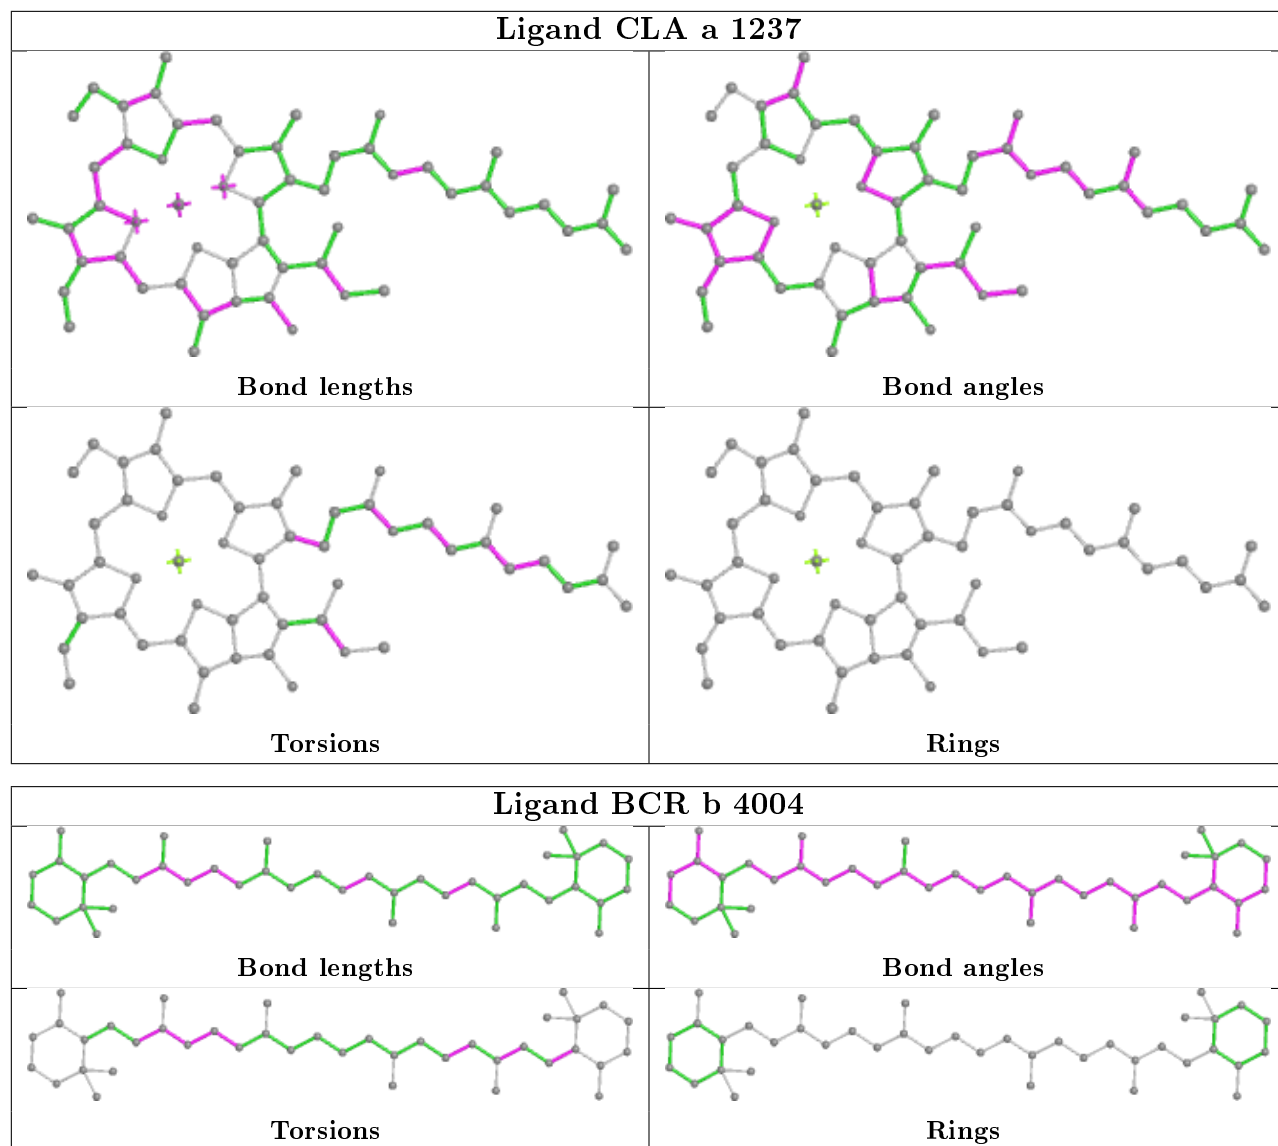 Ligand CLA a 1237
Bond lengths
Bond angles
Torsions
Rings
Ligand BCR b 4004
Bond lengths
Bond angles
Torsions
Rings